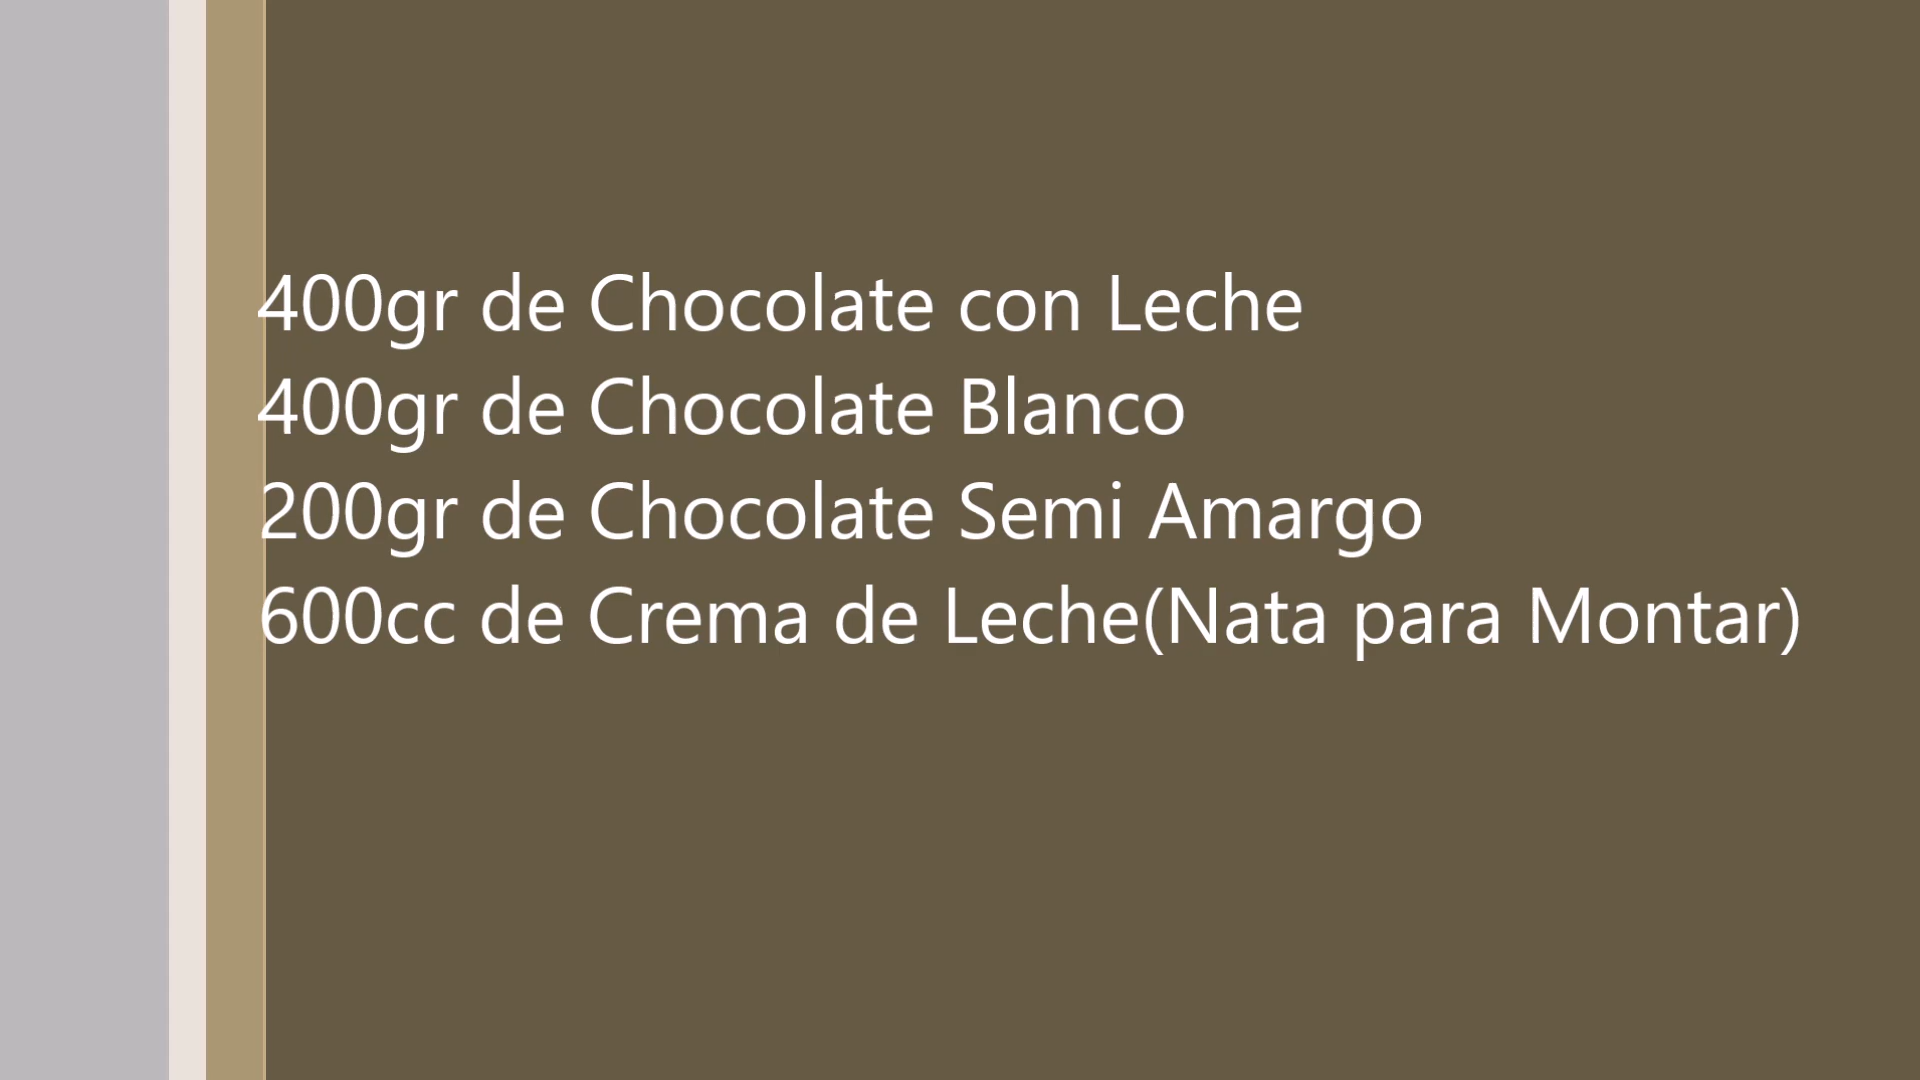 400gr de Chocolate con Leche
400gr de Chocolate Blanco
200gr de Chocolate Semi Amargo
600cc de Crema de Leche(Nata para Montar)